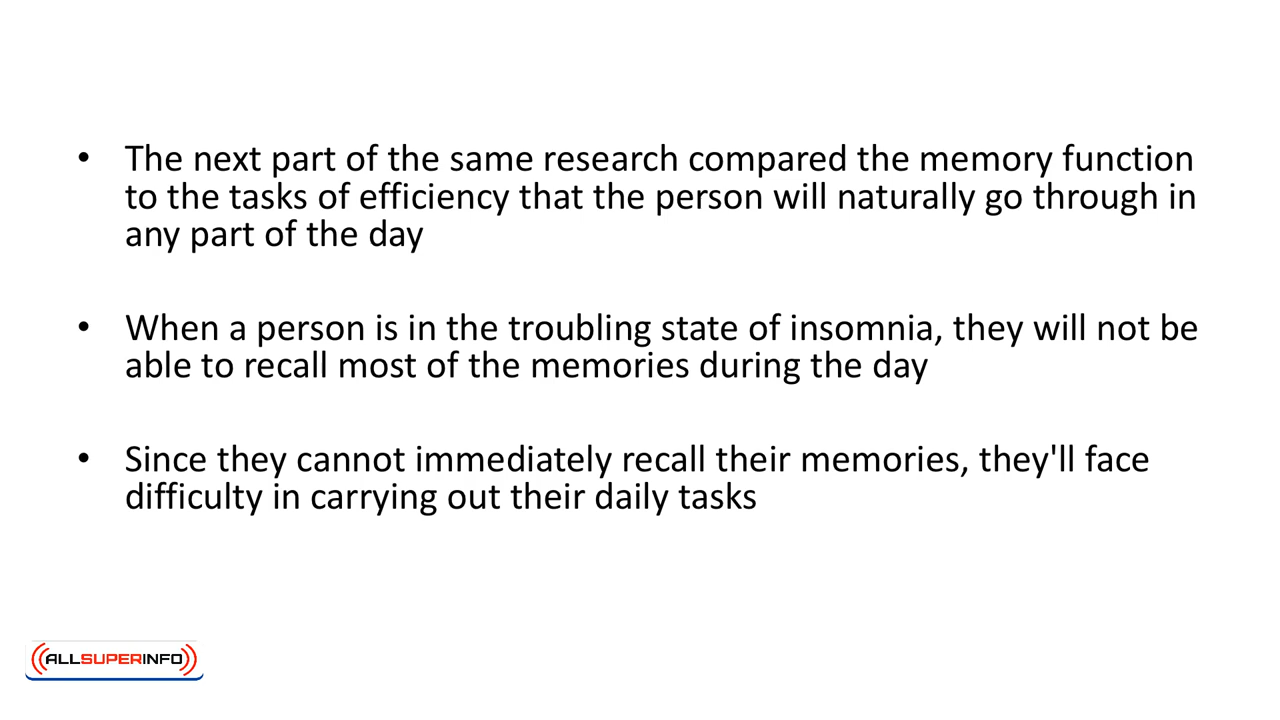 • The next part of the same research compared the memory function
to the tasks of efficiency that the person will naturally go through in
any part of the day
• When a person is in the troubling state of insomnia, they will not be
able to recall most of the memories during the day
• Since they cannot immediately recall their memories, they'll face
difficulty in carrying out their daily tasks
ALLSUPERINFO